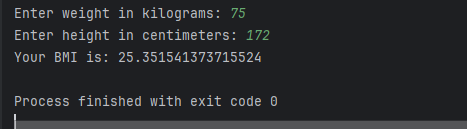 Enter weight in kilograms: 75
Enter height in centimeters: 172
Your BMI is: 25.351541373715524
Process finished with exit code 0